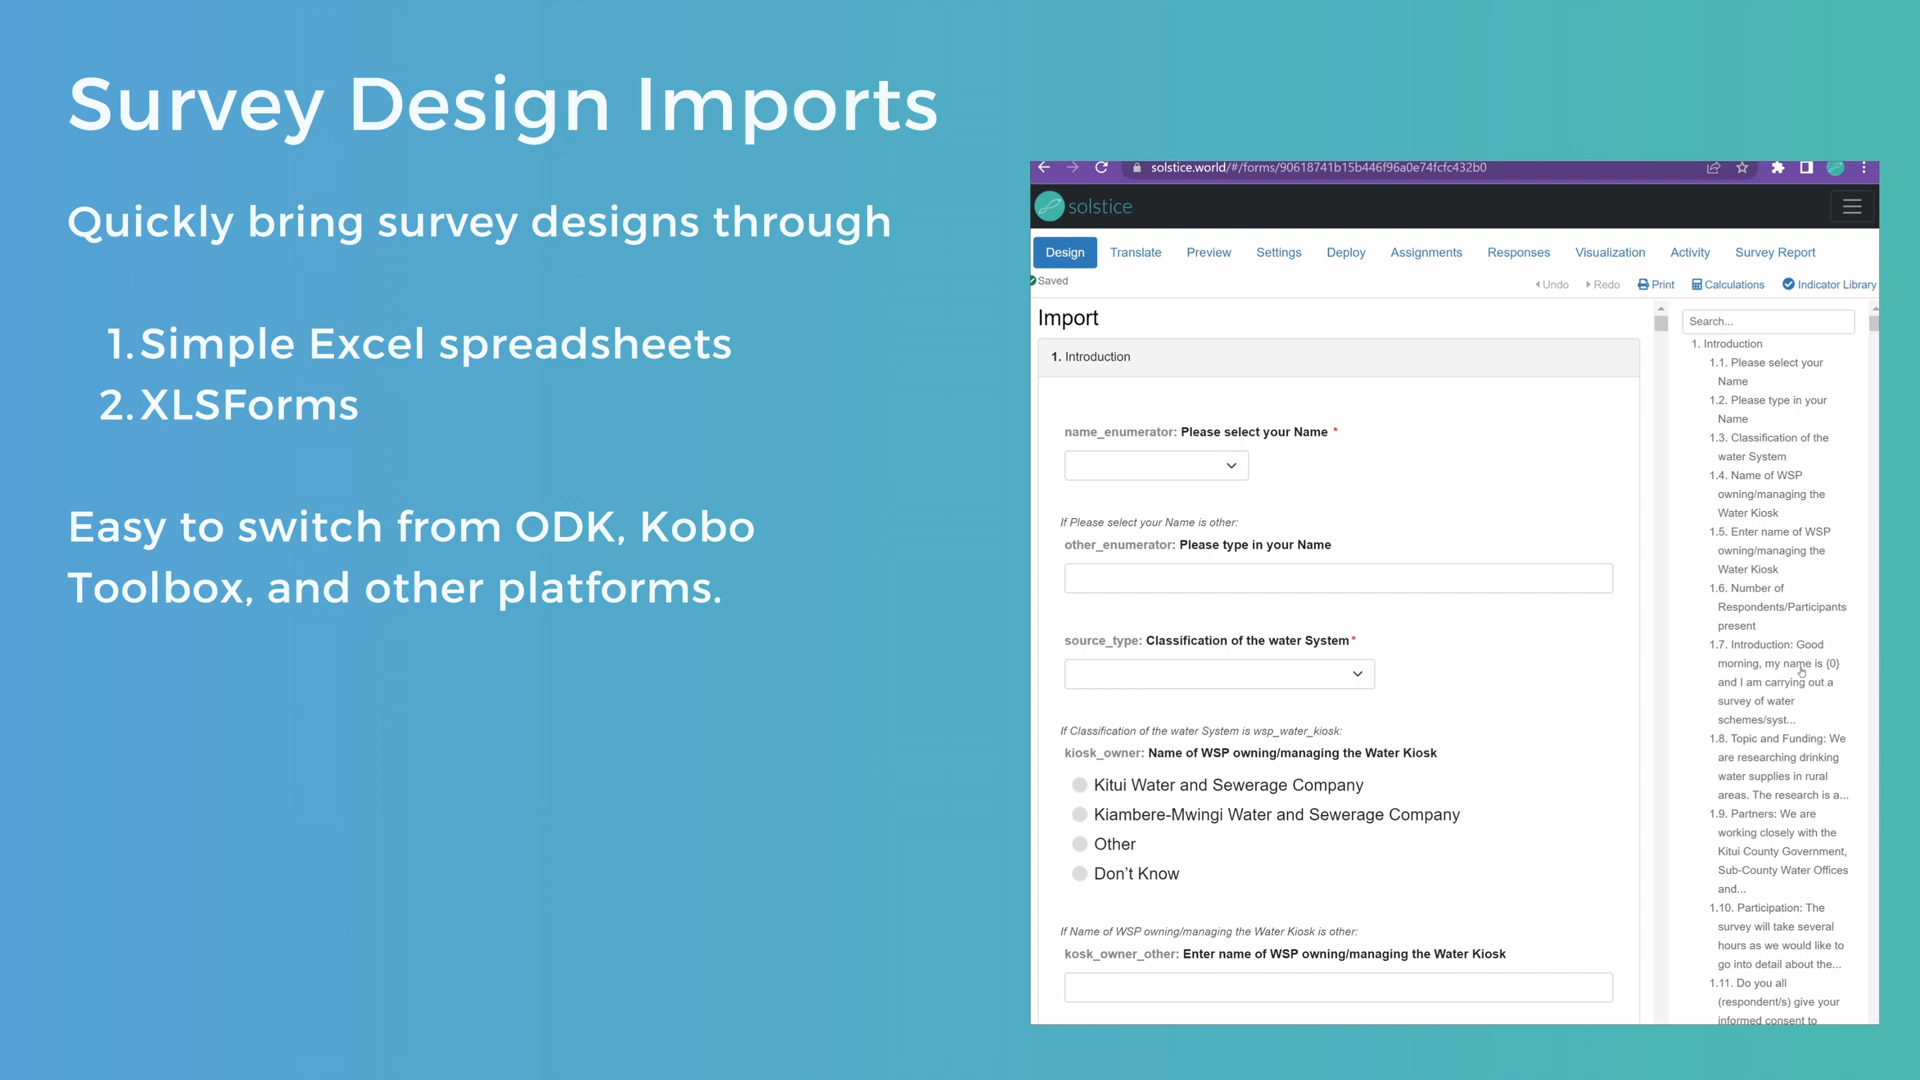 Survey Design Imports
Quickly bring survey designs through
1. Simple Excel spreadsheets
2. XLSForms
Easy to switch from ODK, Kobo
Toolbox, and other platforms.
solstice.world/#/forms/90618741b15b446f96a0e74fcfc432b0
solstice
Design Translate Preview Settings Deploy Assignments Responses Visualization Activity Survey Report
Saved
Undo Redo Print Calculations Indicator Library
Import
1. Introduction
name_enumerator: Please select your Name *
If Please select your Name is other:
other_enumerator: Please type in your Name
source_type: Classification of the water System *
If Classification of the water System is wsp_water_kiosk:
kiosk_owner: Name of WSP owning/managing the Water Kiosk
Kitui Water and Sewerage Company
Kiambere-Mwingi Water and Sewerage Company
Other
Don't Know
If Name of WSP owning/managing the Water Kiosk is other:
kosk_owner_other: Enter name of WSP owning/managing the Water Kiosk
Search...
1. Introduction
1.1. Please select your
Name
1.2. Please type in your
Name
1.3. Classification of the
water System
1.4. Name of WSP
owning/managing the
Water Kiosk
1.5. Enter name of WSP
owning/managing the
Water Kiosk
1.6. Number of
Respondents/Participants
present
1.7. Introduction: Good
morning, my name is {0}
and I am carrying out a
survey of water
schemes/syst...
1.8. Topic and Funding: We
are researching drinking
water supplies in rural
areas. The research is a...
1.9. Partners: We are
working closely with the
Kitui County Government,
Sub-County Water Offices
and...
1.10. Participation: The
survey will take several
hours as we would like to
go into detail about the...
1.11. Do you all
(respondent/s) give your
informed consent to